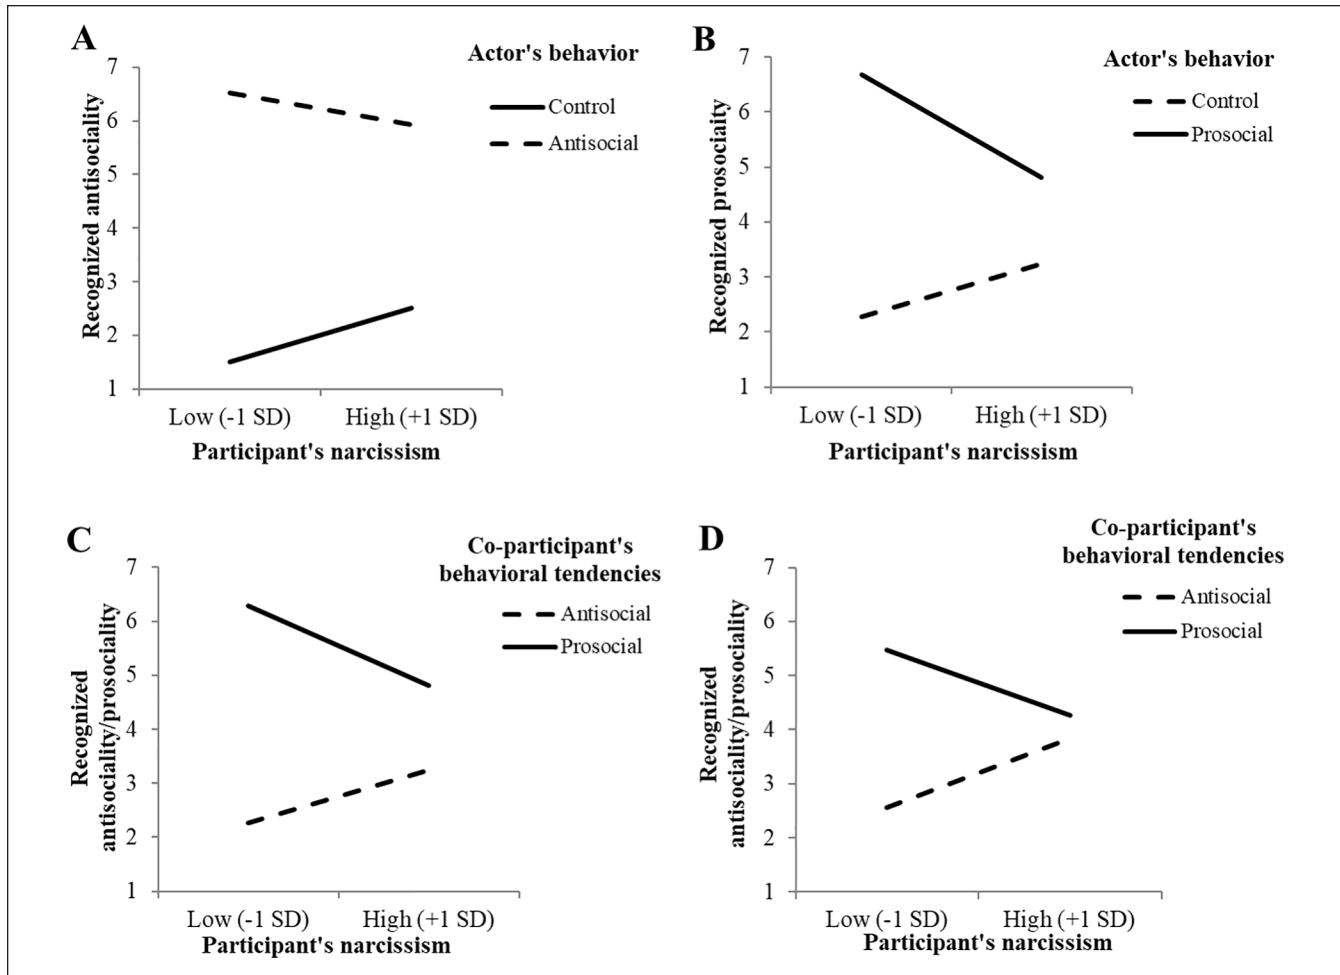 A
Actor's behavior
Control
Antisocial
Recognized antisociality
7
6
5
4
3
2
1
Low (-1 SD)
High (+1 SD)
Participant's narcissism
B
Actor's behavior
Control
Prosocial
Recognized prosociaity
7
6
5
4
3
2
1
Low (-1 SD)
High (+1 SD)
Participant's narcissism
C
Co-participant's
behavioral tendencies
Antisocial
Prosocial
Recognized
antisociality/prosociality
7
6
5
4
3
2
1
Low (-1 SD)
High (+1 SD)
Participant's narcissism
D
Co-participant's
behavioral tendencies
Antisocial
Prosocial
Recognized
antisociality/prosociality
7
6
5
4
3
2
1
Low (-1 SD)
High (+1 SD)
Participant's narcissism